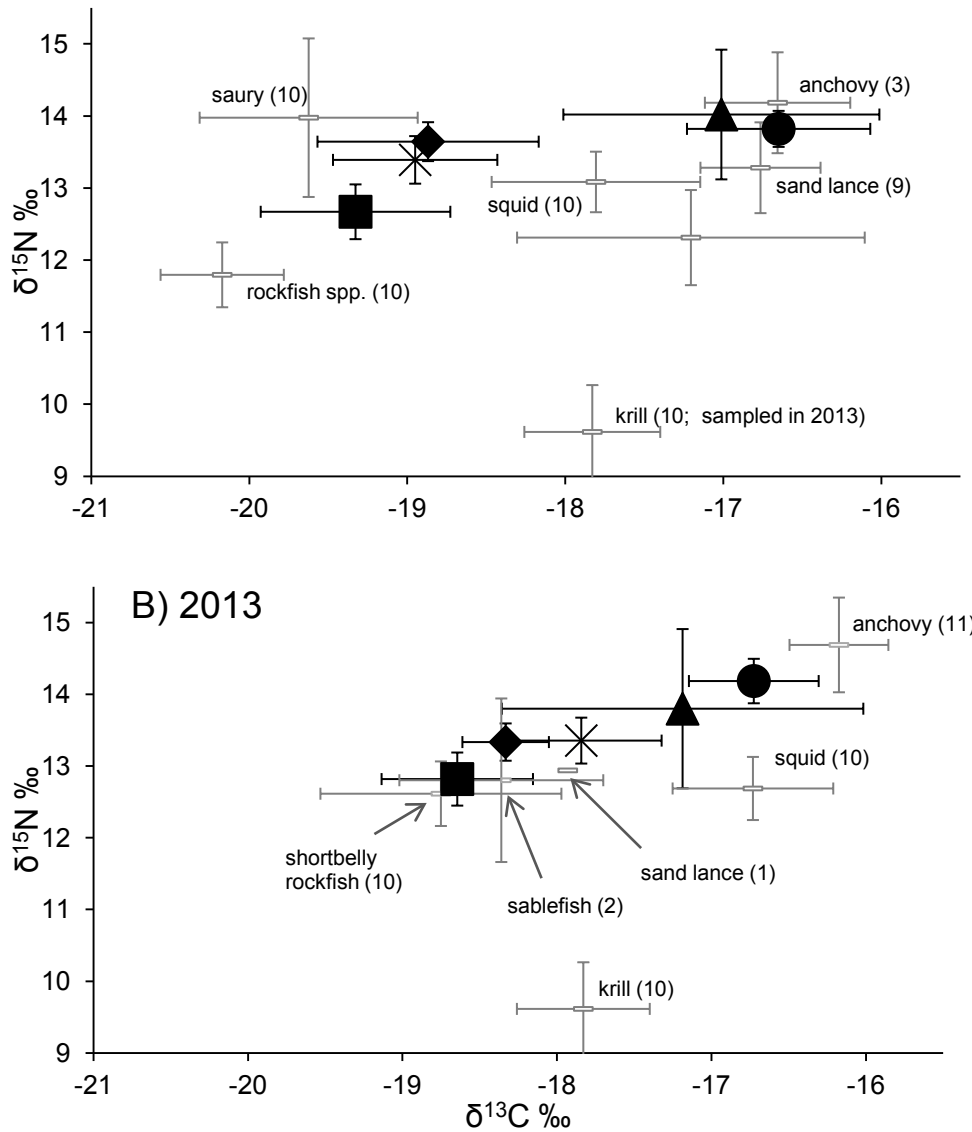 15
14
13
12
11
10
9
δ15N ‰
saury (10)
anchovy (3)
squid (10)
sand lance (9)
rockfish spp. (10)
krill (10; sampled in 2013)
-21 -20 -19 -18 -17 -16
B) 2013
15
14
13
12
11
10
9
δ15N ‰
anchovy (11)
squid (10)
shortbelly
rockfish (10)
sand lance (1)
sablefish (2)
krill (10)
-21 -20 -19 -18 -17 -16
δ13C ‰